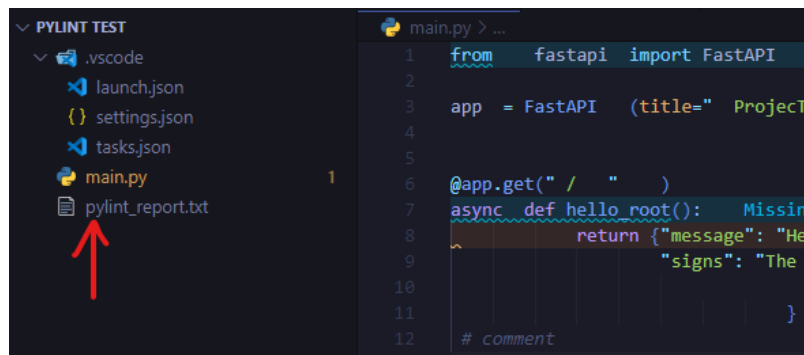 PYLINT TEST
.vscode
launch.json
{} settings.json
tasks.json
main.py 1
pylint_report.txt
main.py > ...
1 from fastapi import FastAPI
2
3 app = FastAPI (title=" ProjecT
4
5
6 @app.get(" / " )
7 async def hello_root(): Missin
8 return {"message": "He
9 "signs": "The
10
11 }
12 # comment